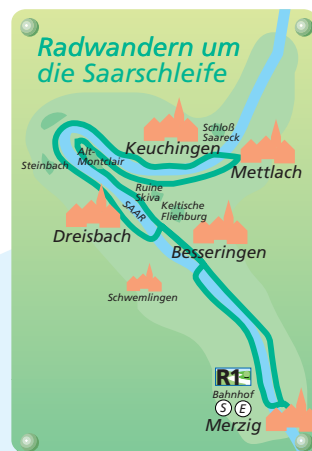 Radwandern um
die Saarschleife
Schloß
Saareck
Keuchingen
Alt-
Montclair
Mettlach
Steinbach
Ruine
Skiva
SAAR
Keltische
Fliehburg
Dreisbach
Besseringen
Schwemlingen
R1
Bahnhof
S E
Merzig